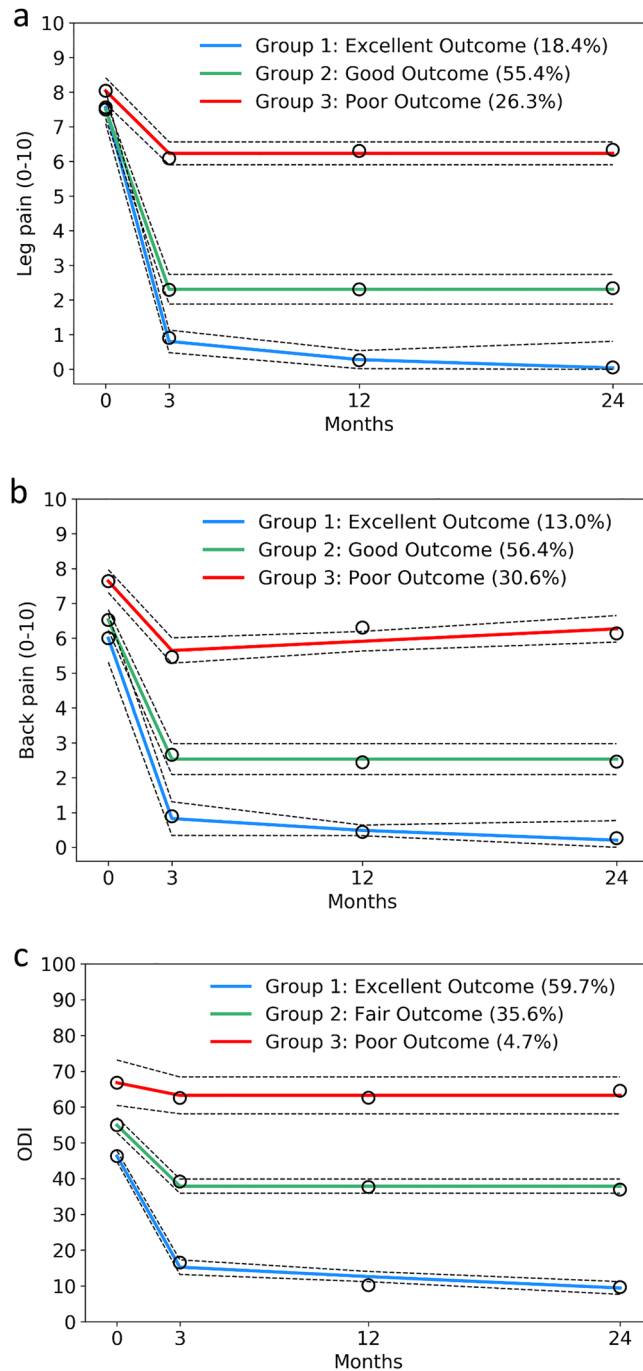 a
10
9
8
7
6
5
4
3
2
1
0
Leg pain (0-10)
Group 1: Excellent Outcome (18.4%)
Group 2: Good Outcome (55.4%)
Group 3: Poor Outcome (26.3%)
0 3 12 24
Months
b
10
9
8
7
6
5
4
3
2
1
0
Back pain (0-10)
Group 1: Excellent Outcome (13.0%)
Group 2: Good Outcome (56.4%)
Group 3: Poor Outcome (30.6%)
0 3 12 24
Months
c
100
90
80
70
60
50
40
30
20
10
0
ODI
Group 1: Excellent Outcome (59.7%)
Group 2: Fair Outcome (35.6%)
Group 3: Poor Outcome (4.7%)
0 3 12 24
Months